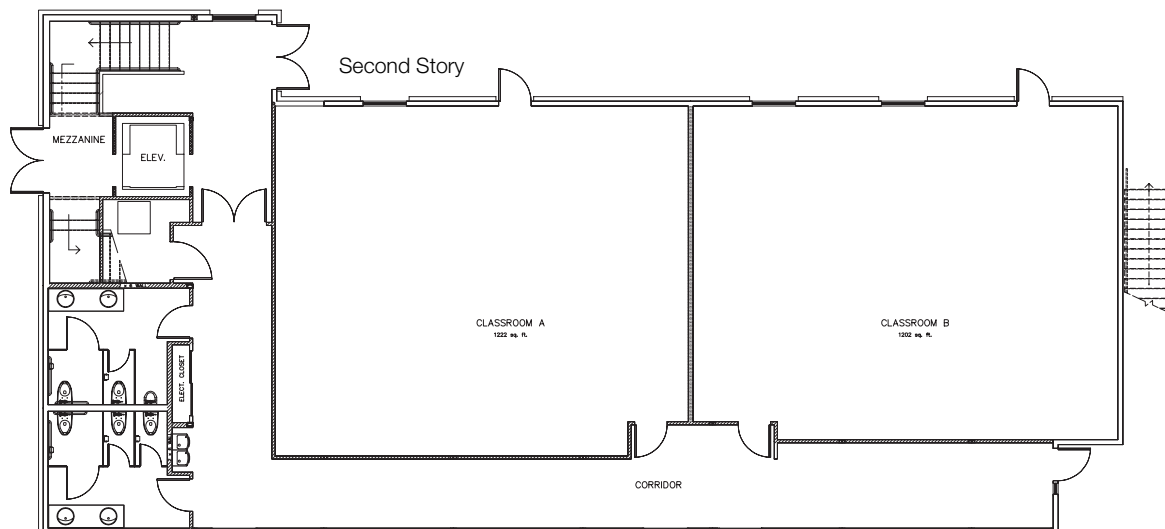 Second Story
MEZZANINE
ELEV.
CLASSROOM A
1222 sq. ft.
CLASSROOM B
1202 sq. ft.
ELECT. CLOSET
CORRIDOR